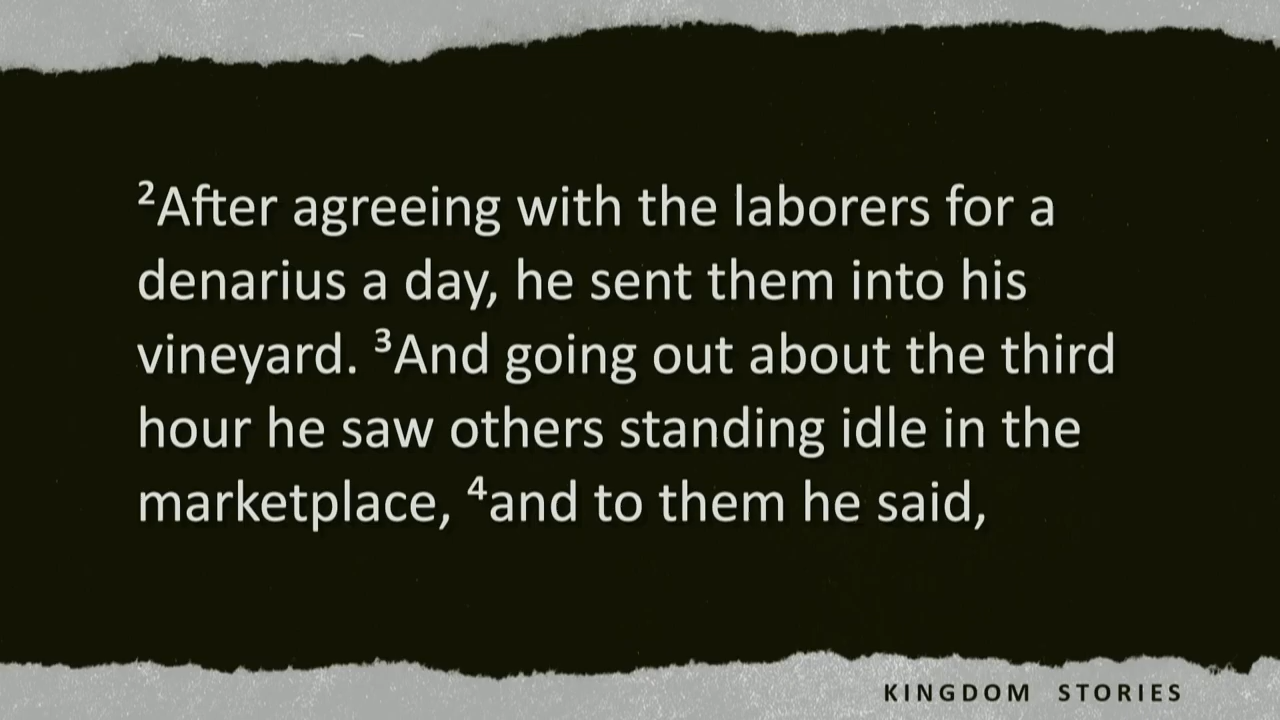 ²After agreeing with the laborers for a
denarius a day, he sent them into his
vineyard. ³And going out about the third
hour he saw others standing idle in the
marketplace, ⁴and to them he said,
KINGDOM STORIES